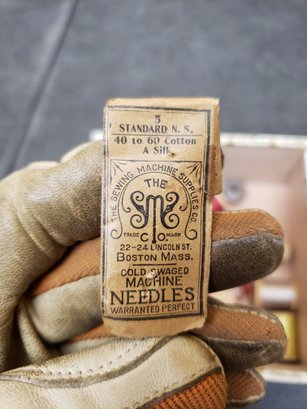 5
STANDARD N. S.
40 to 60 Cotton
A Silk
THE SEWING MACHINE SUPPLIES CO.
THE
SM
TRADE CO. MARK
22-24 LINCOLN ST.
BOSTON MASS.
COLD SWAGED
MACHINE
NEEDLES
WARRANTED PERFECT